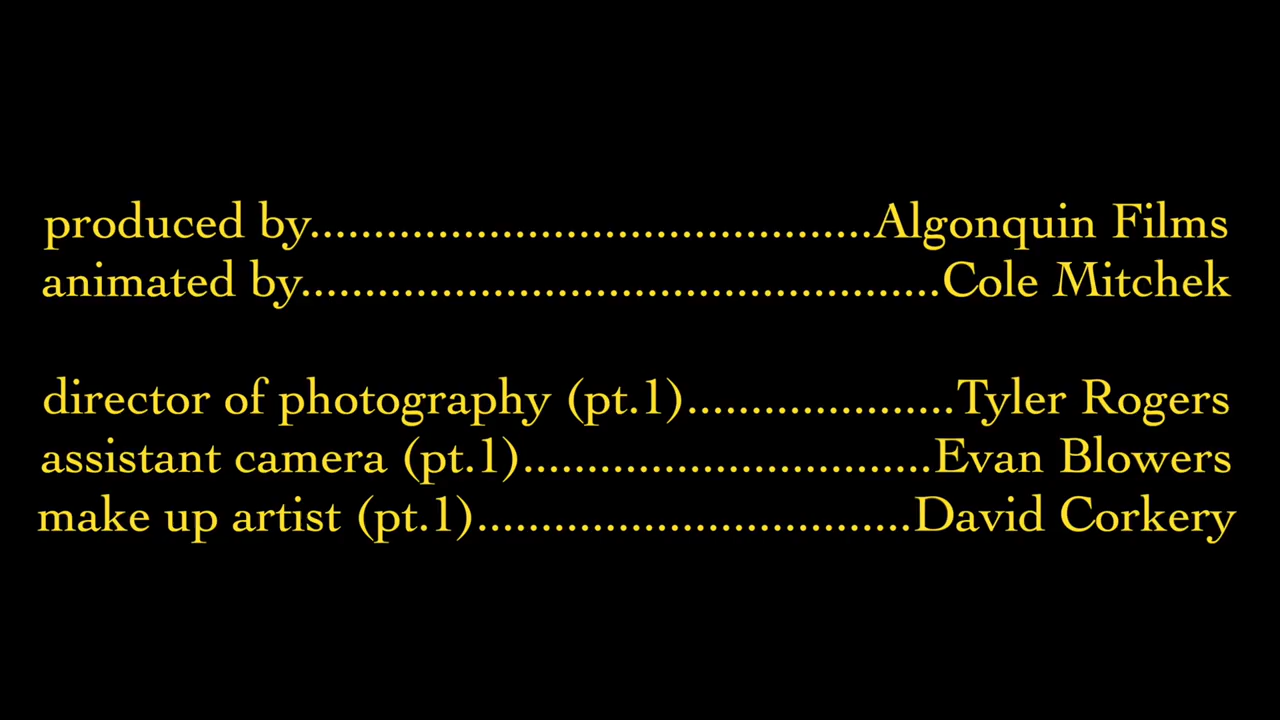 produced by.......................................Algonquin Films
animated by............................................Cole Mitchek
director of photography (pt.1)...................Tyler Rogers
assistant camera (pt.1).............................Evan Blowers
make up artist (pt.1)..............................David Corkery